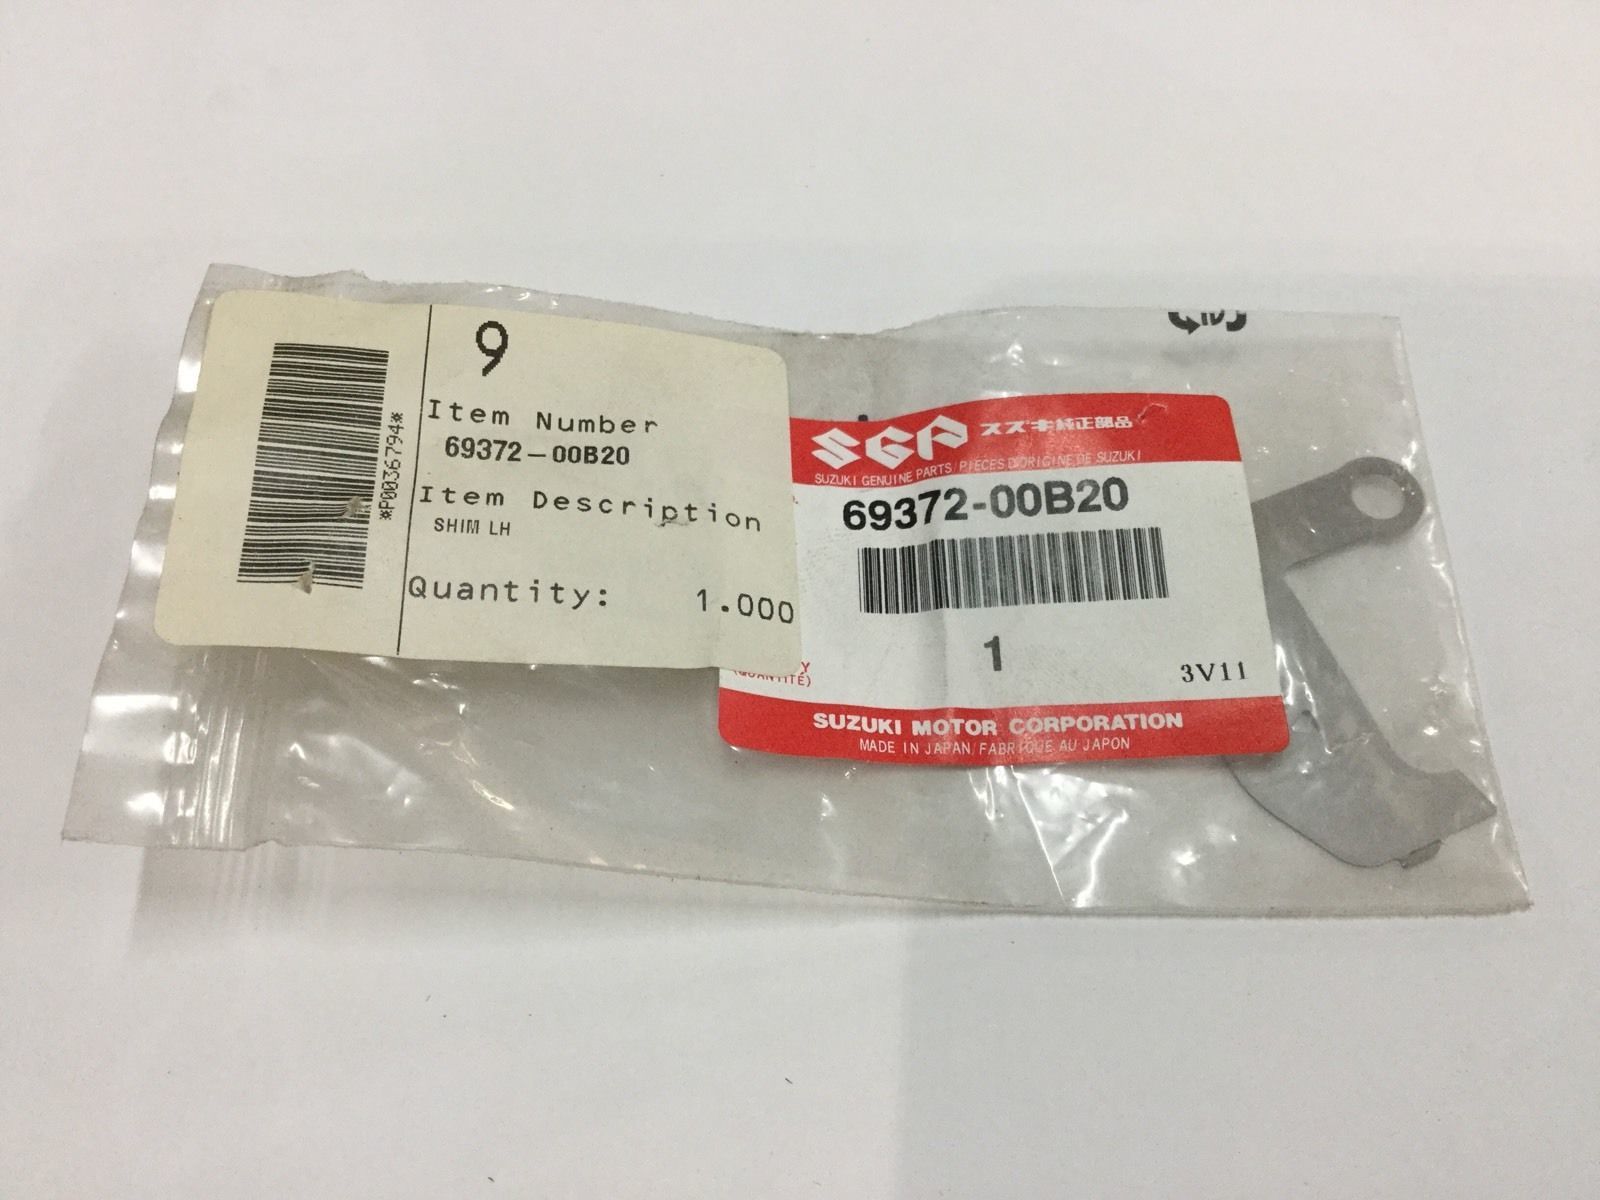 9
Item Number
69372-00B20
Item Description
SHIM LH
Quantity: 1.000
*P0036794*
SGP スズキ純正部品
SUZUKI GENUINE PARTS/PIECES D'ORIGINE DE SUZUKI
69372-00B20
1
Y
(QUANTITÉ)
3V11
SUZUKI MOTOR CORPORATION
MADE IN JAPAN/FABRIQUE AU JAPON